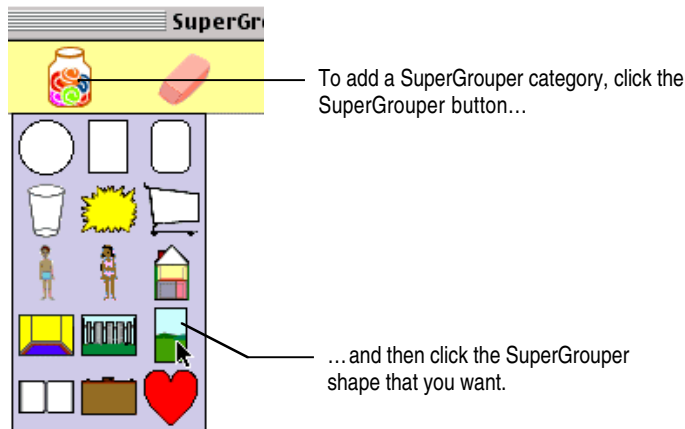 SuperGr
To add a SuperGrouper category, click the
SuperGrouper button…
…and then click the SuperGrouper
shape that you want.